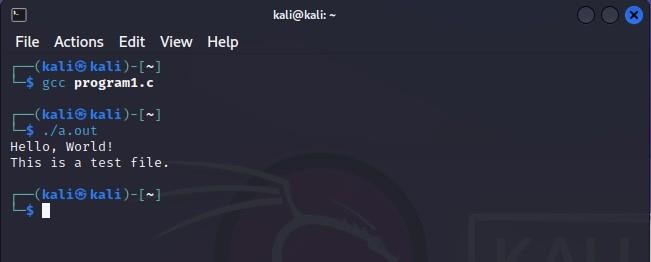 kali@kali: ~
File Actions Edit View Help
┌──(kali㉿kali)-[~]
└─$ gcc program1.c
┌──(kali㉿kali)-[~]
└─$ ./a.out
Hello, World!
This is a test file.
┌──(kali㉿kali)-[~]
└─$
KALI